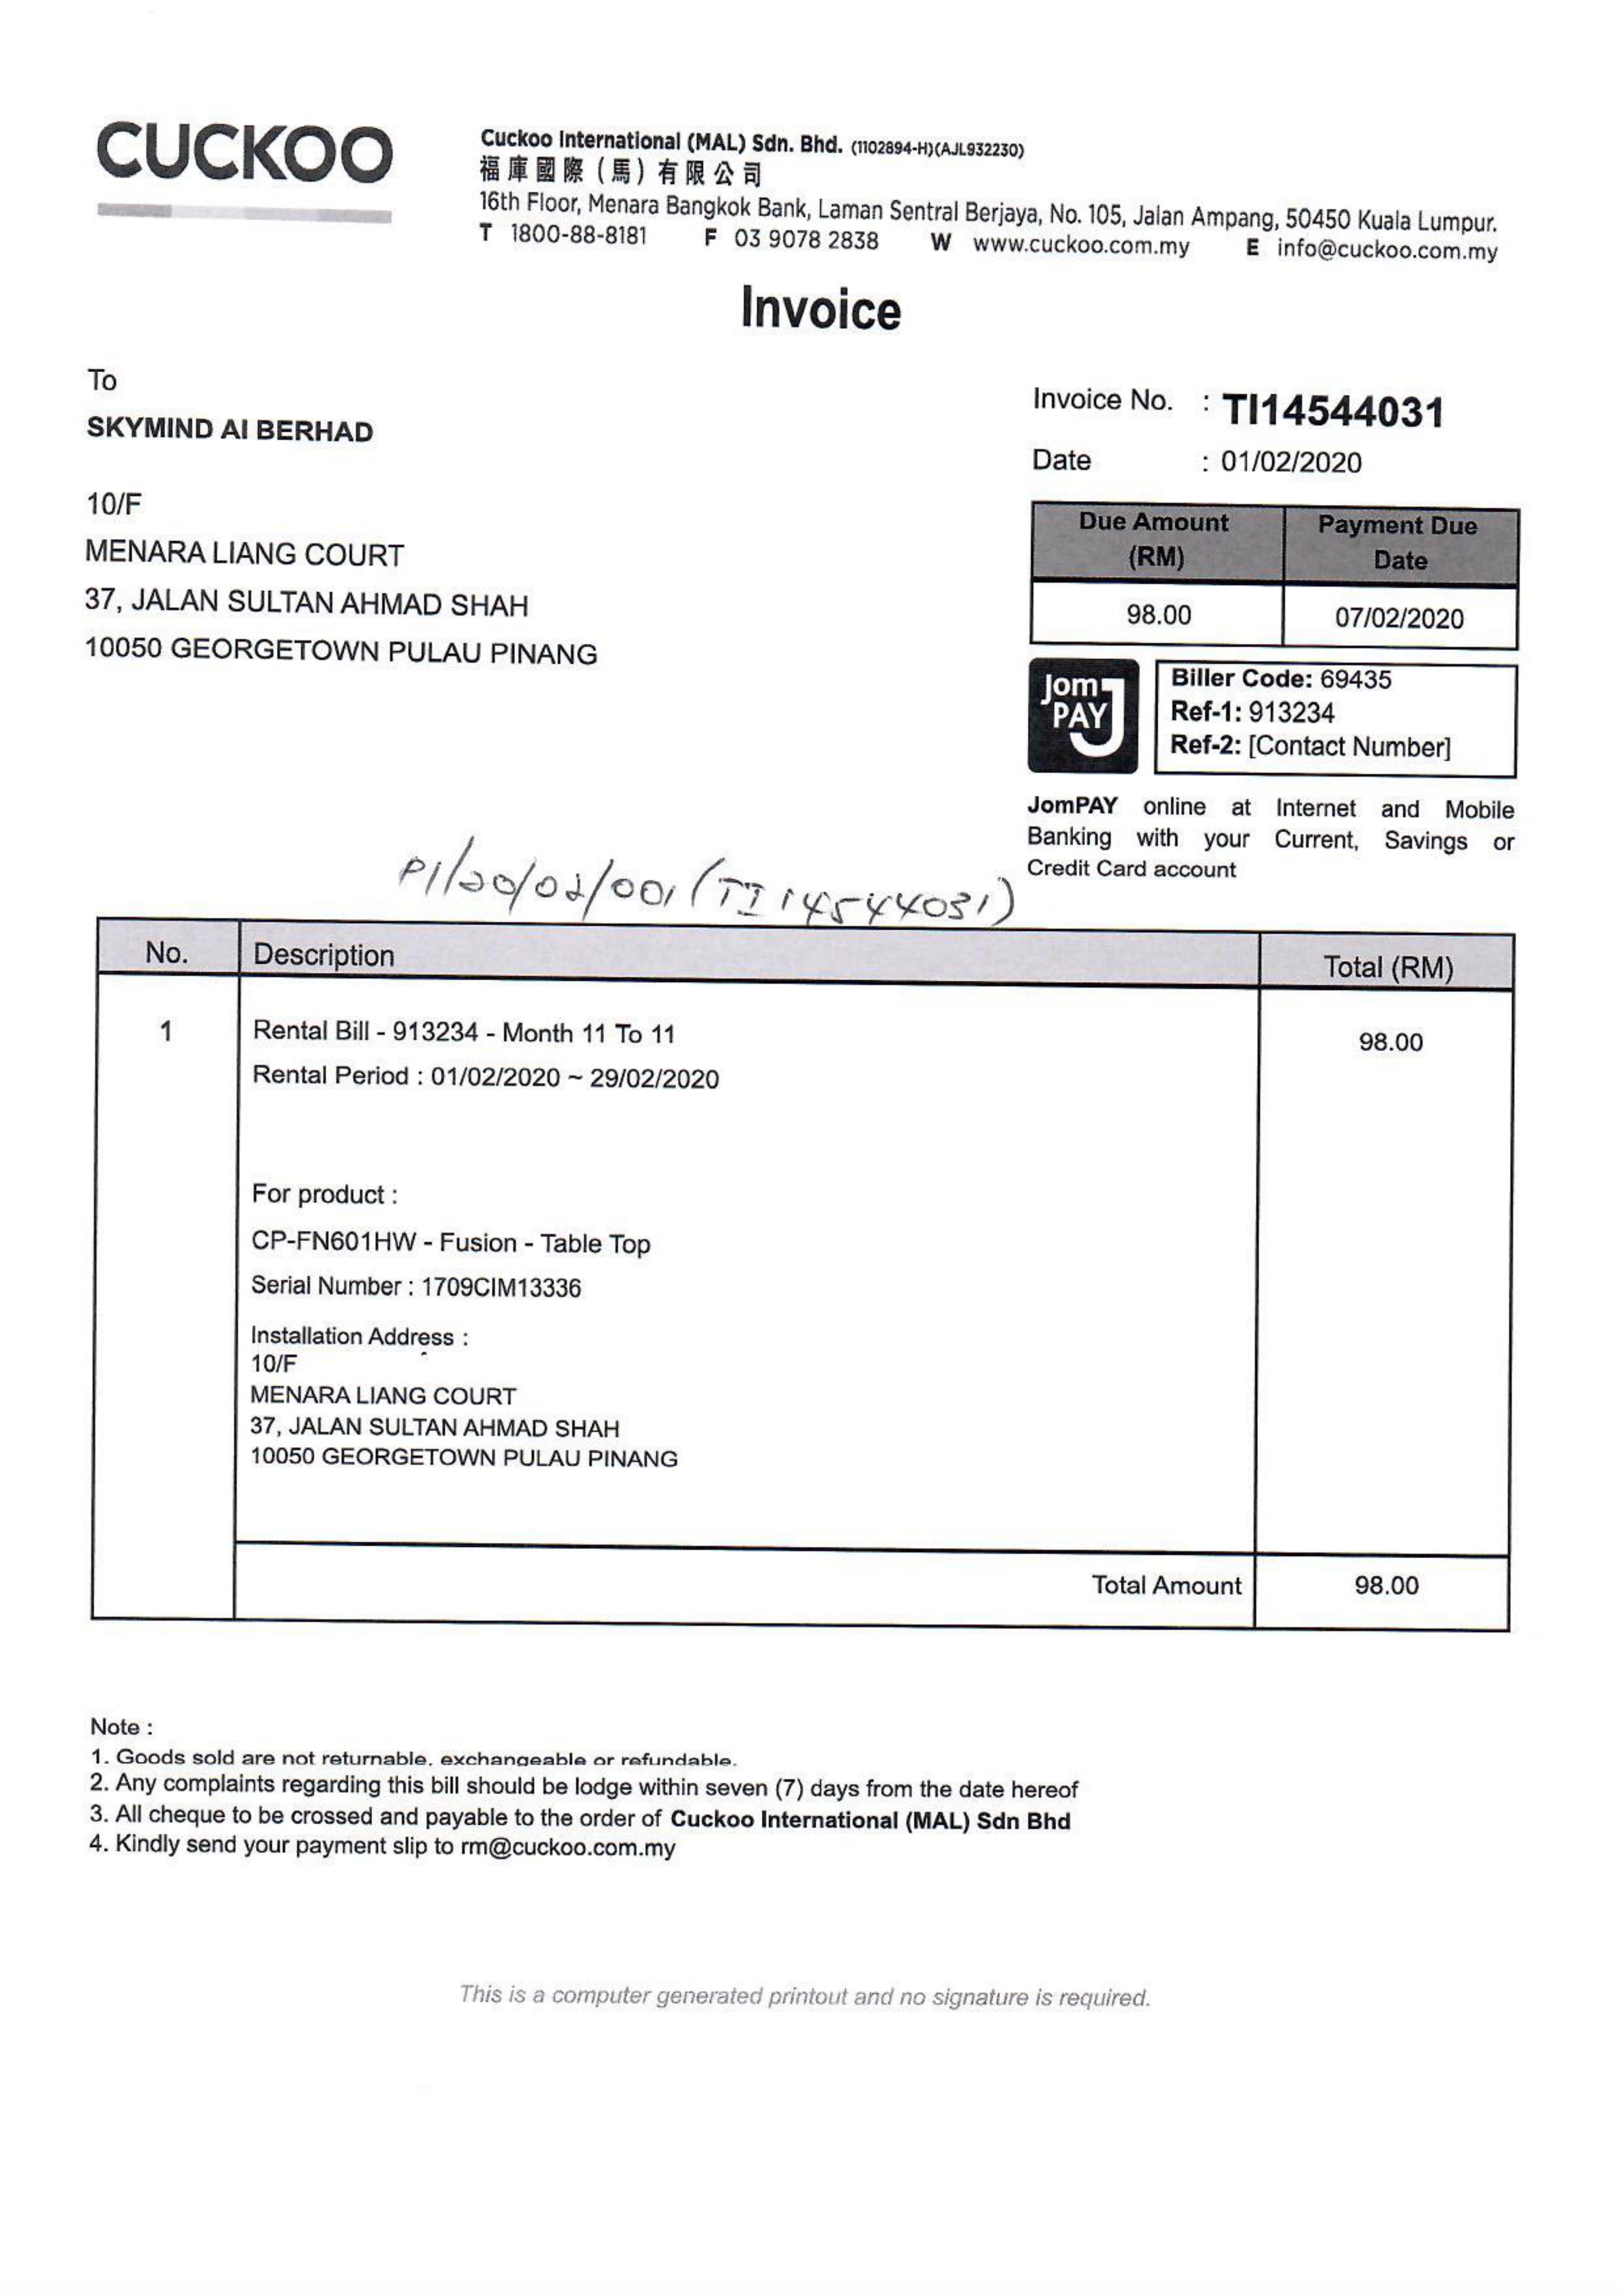 CUCKOO
Cuckoo International (MAL) Sdn. Bhd. (1102894-H)(AJL932230)
福庫國際(馬)有限公司
16th Floor, Menara Bangkok Bank, Laman Sentral Berjaya, No. 105, Jalan Ampang, 50450 Kuala Lumpur.
T 1800-88-8181 F 03 9078 2838 W www.cuckoo.com.my E info@cuckoo.com.my
Invoice
To
SKYMIND AI BERHAD
10/F
MENARA LIANG COURT
37, JALAN SULTAN AHMAD SHAH
10050 GEORGETOWN PULAU PINANG
Invoice No. : TI14544031
Date : 01/02/2020
Due Amount (RM) Payment Due Date
98.00 07/02/2020
Jom PAY
Biller Code: 69435
Ref-1: 913234
Ref-2: [Contact Number]
JomPAY online at Internet and Mobile
Banking with your Current, Savings or
Credit Card account
PI/20/02/001 (TI14544031)
No. Description Total (RM)
1 Rental Bill - 913234 - Month 11 To 11 98.00
Rental Period : 01/02/2020 ~ 29/02/2020
For product :
CP-FN601HW - Fusion - Table Top
Serial Number : 1709CIM13336
Installation Address :
10/F
MENARA LIANG COURT
37, JALAN SULTAN AHMAD SHAH
10050 GEORGETOWN PULAU PINANG
Total Amount 98.00
Note :
1. Goods sold are not returnable, exchangeable or refundable.
2. Any complaints regarding this bill should be lodge within seven (7) days from the date hereof
3. All cheque to be crossed and payable to the order of Cuckoo International (MAL) Sdn Bhd
4. Kindly send your payment slip to rm@cuckoo.com.my
This is a computer generated printout and no signature is required.